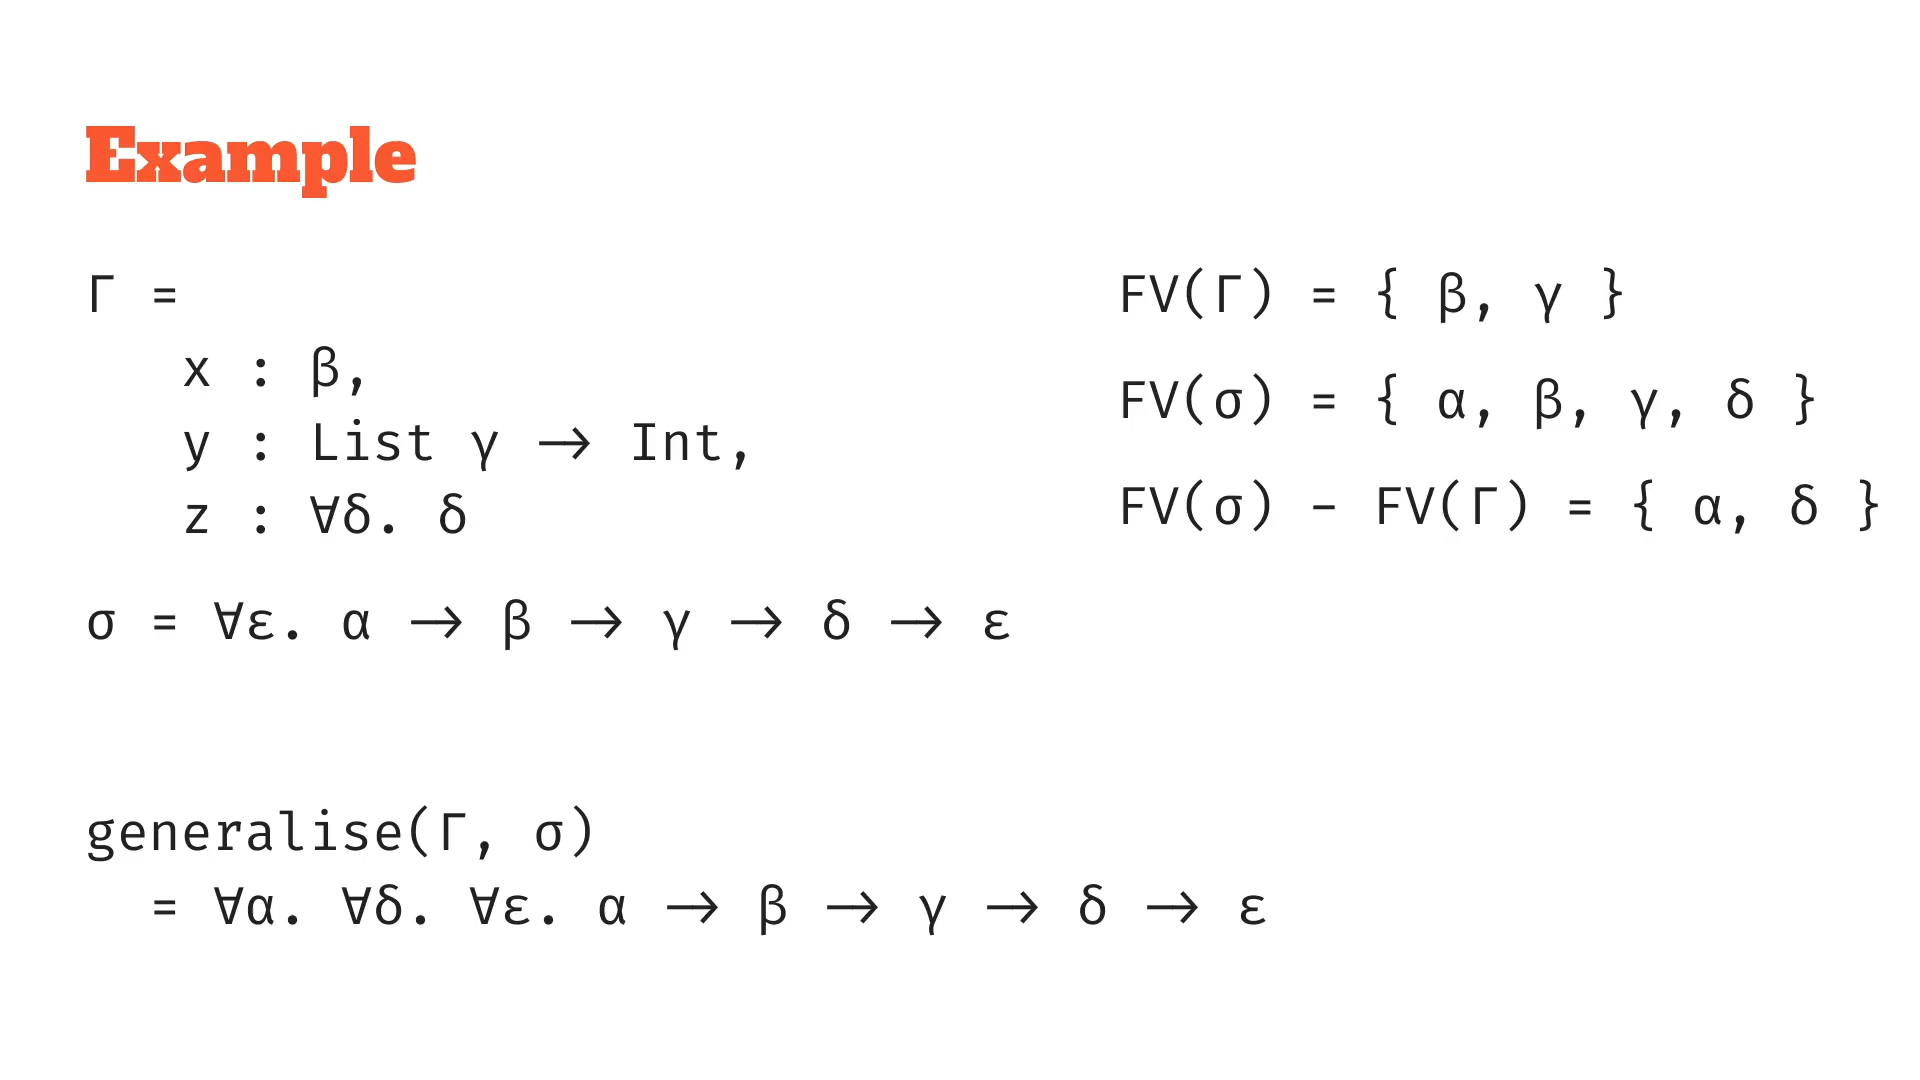 Example
Γ =
x : β,
y : List γ → Int,
z : ∀δ. δ
σ = ∀ε. α → β → γ → δ → ε
FV(Γ) = { β, γ }
FV(σ) = { α, β, γ, δ }
FV(σ) – FV(Γ) = { α, δ }
generalise(Γ, σ)
= ∀α. ∀δ. ∀ε. α → β → γ → δ → ε